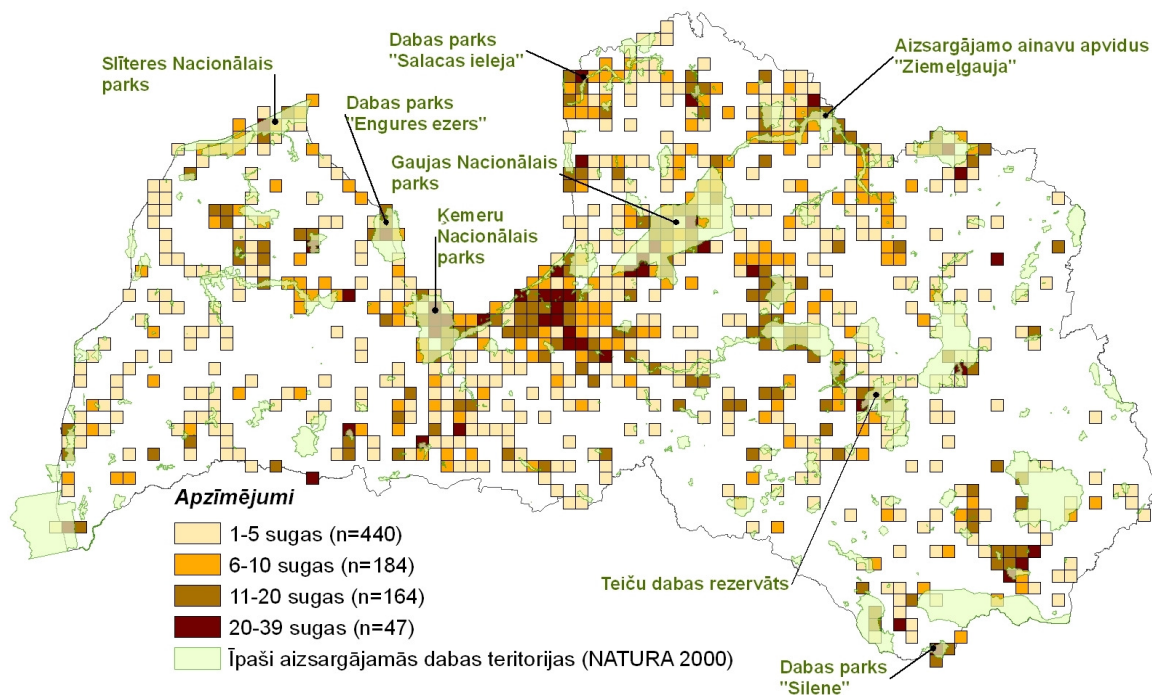 Dabas parks
"Salacas ieleja"
Aizsargājamo ainavu apvidus
"Ziemeļgauja"
Slīteres Nacionālais
parks
Dabas parks
"Engures ezers"
Gaujas Nacionālais
parks
Ķemeru
Nacionālais
parks
Apzīmējumi
1-5 sugas (n=440)
6-10 sugas (n=184)
11-20 sugas (n=164)
20-39 sugas (n=47)
Īpaši aizsargājamās dabas teritorijas (NATURA 2000)
Teiču dabas rezervāts
Dabas parks
"Silene"